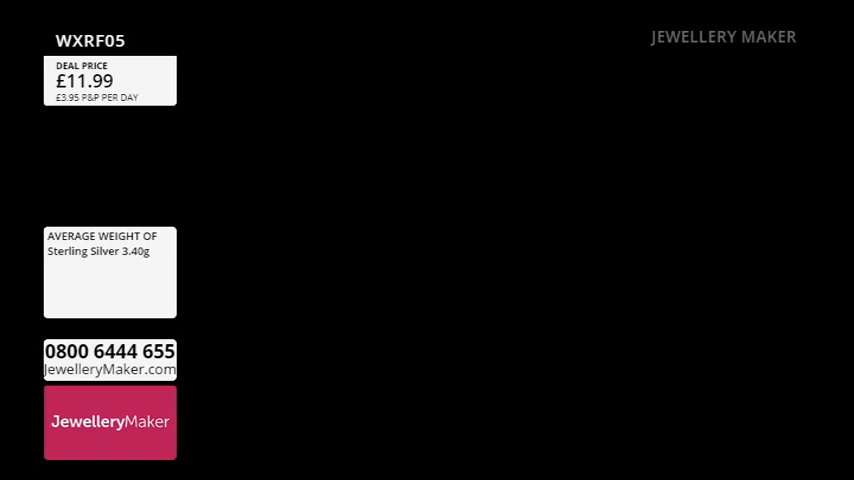 WXRF05
JEWELLERY MAKER
DEAL PRICE
£11.99
£3.95 P&P PER DAY
AVERAGE WEIGHT OF
Sterling Silver 3.40g
0800 6444 655
JewelleryMaker.com
JewelleryMaker